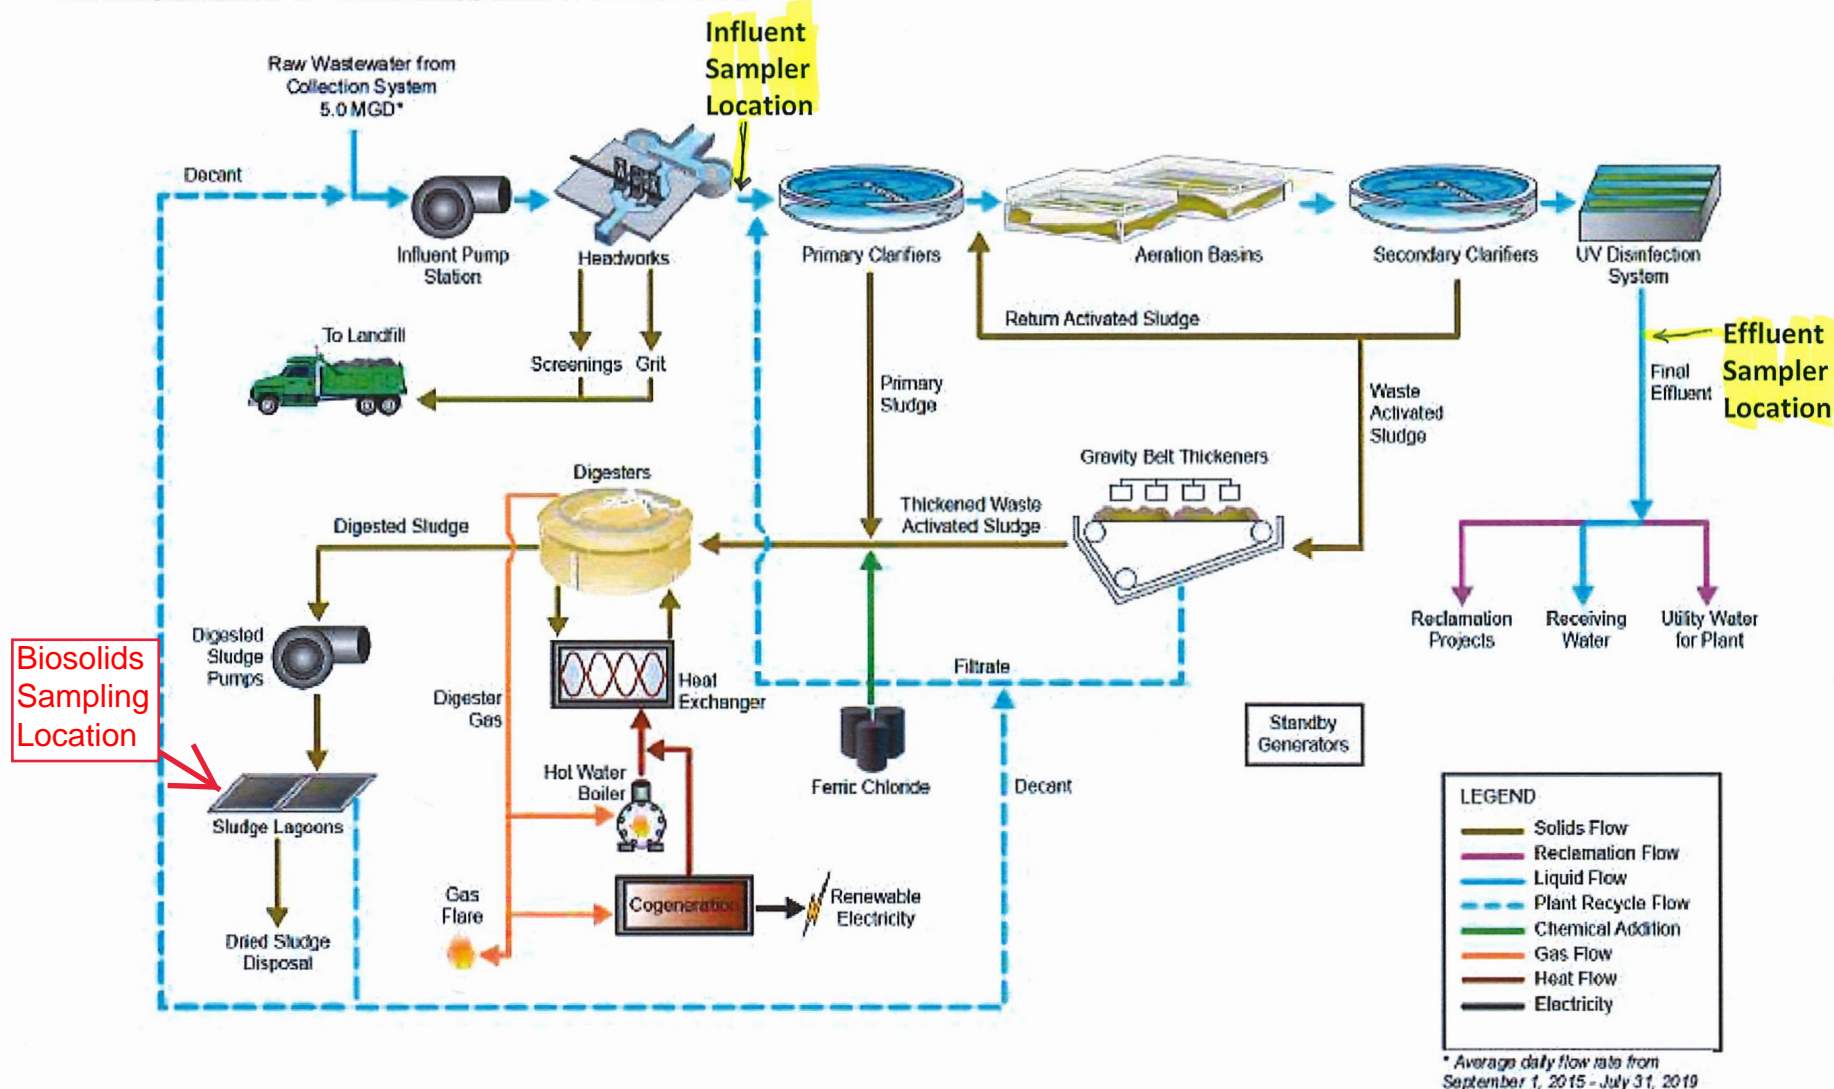 Influent
Sampler
Location
Raw Wastewater from
Collection System
5.0 MGD*
Decant
Influent Pump
Station
Headworks
Primary Clarifiers
Aeration Basins
Secondary Clarifiers
UV Disinfection
System
To Landfill
Screenings
Grit
Return Activated Sludge
Primary
Sludge
Waste
Activated
Sludge
Final
Effluent
Effluent
Sampler
Location
Gravity Belt Thickeners
Digesters
Digested Sludge
Thickened Waste
Activated Sludge
Reclamation
Projects
Receiving
Water
Utility Water
for Plant
Biosolids
Sampling
Location
Digested
Sludge
Pumps
Digester
Gas
Heat
Exchanger
Filtrate
Standby
Generators
Hot Water
Boiler
Ferric Chloride
Decant
Sludge Lagoons
Gas
Flare
Cogeneration
Renewable
Electricity
Dried Sludge
Disposal
LEGEND
Solids Flow
Reclamation Flow
Liquid Flow
Plant Recycle Flow
Chemical Addition
Gas Flow
Heat Flow
Electricity
* Average daily flow rate from
September 1, 2015 - July 31, 2019